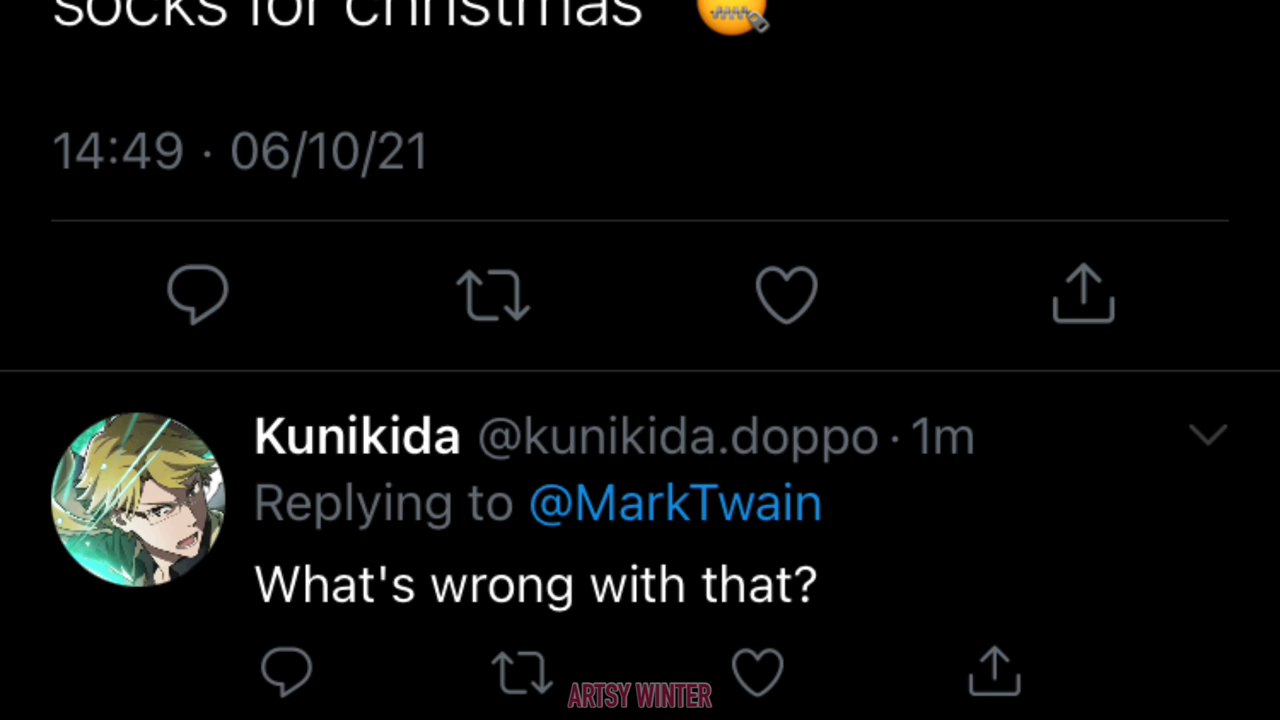 socks for christmas
14:49 · 06/10/21
Kunikida @kunikida.doppo · 1m
Replying to @MarkTwain
What's wrong with that?
ARTSY WINTER